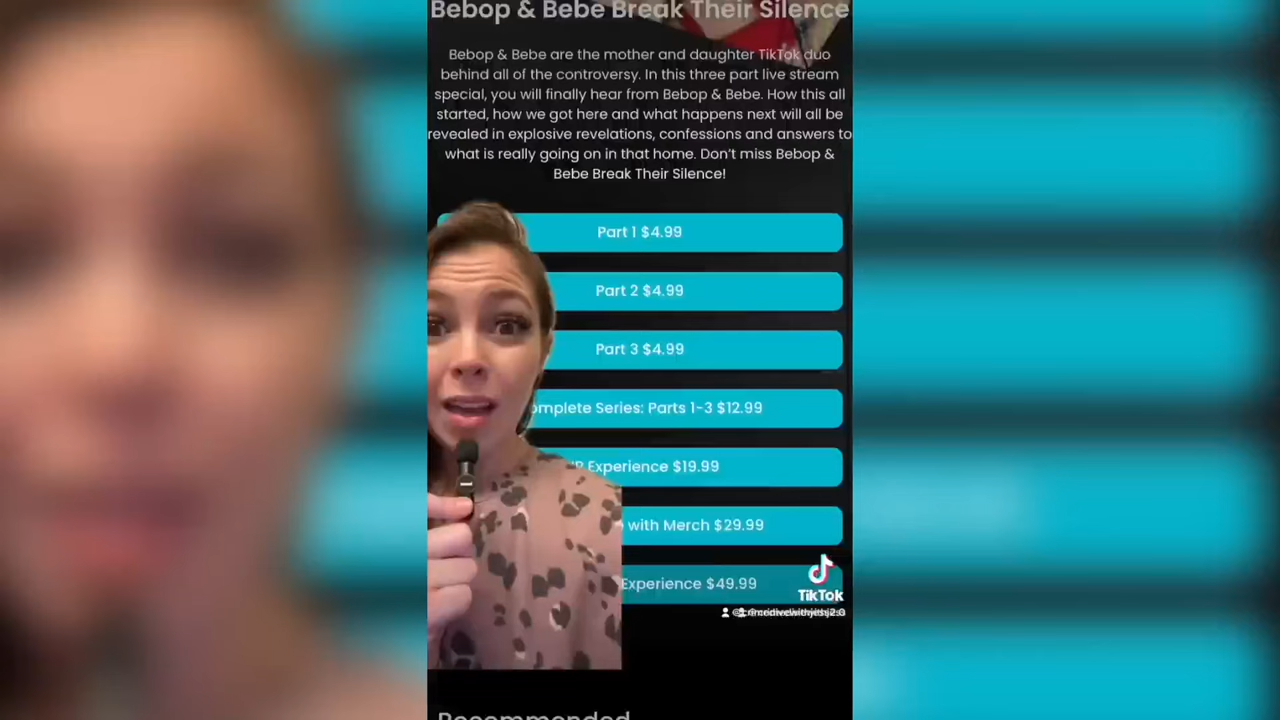 Bebop & Bebe Break Their Silence
Bebop & Bebe are the mother and daughter TikTok duo
behind all of the controversy. In this three part live stream
special, you will finally hear from Bebop & Bebe. How this all
started, how we got here and what happens next will all be
revealed in explosive revelations, confessions and answers to
what is really going on in that home. Don't miss Bebop &
Bebe Break Their Silence!
Part 1 $4.99
Part 2 $4.99
Part 3 $4.99
omplete Series: Parts 1-3 $12.99
Experience $19.99
with Merch $29.99
Experience $49.99
TikTok
Recommended